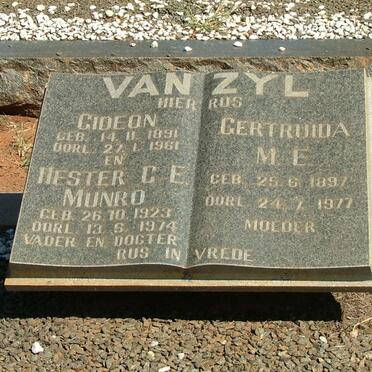 VAN ZYL
HIER RUS
GIDEON
GEB. 14. 11. 1891
OORL. 27. 1. 1961
EN
HESTER C. E.
MUNRO
GEB. 26. 10. 1923
OORL. 13. 6. 1974
VADER EN DOGTER
GERTRUIDA
M. E.
GEB. 25. 6. 1897
OORL. 24. 7. 1977
MOEDER
RUS IN VREDE